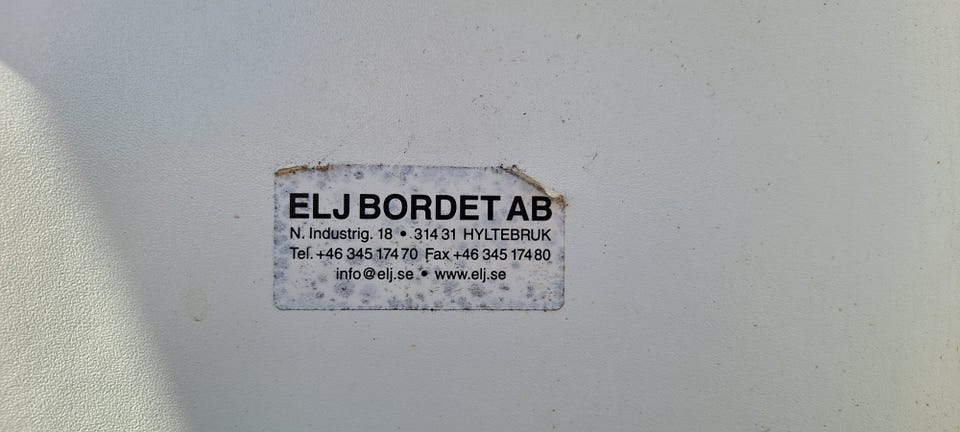 ELJ BORDET AB
N. Industrig. 18 • 314 31 HYLTEBRUK
Tel. +46 345 174 70 Fax +46 345 174 80
info@elj.se • www.elj.se